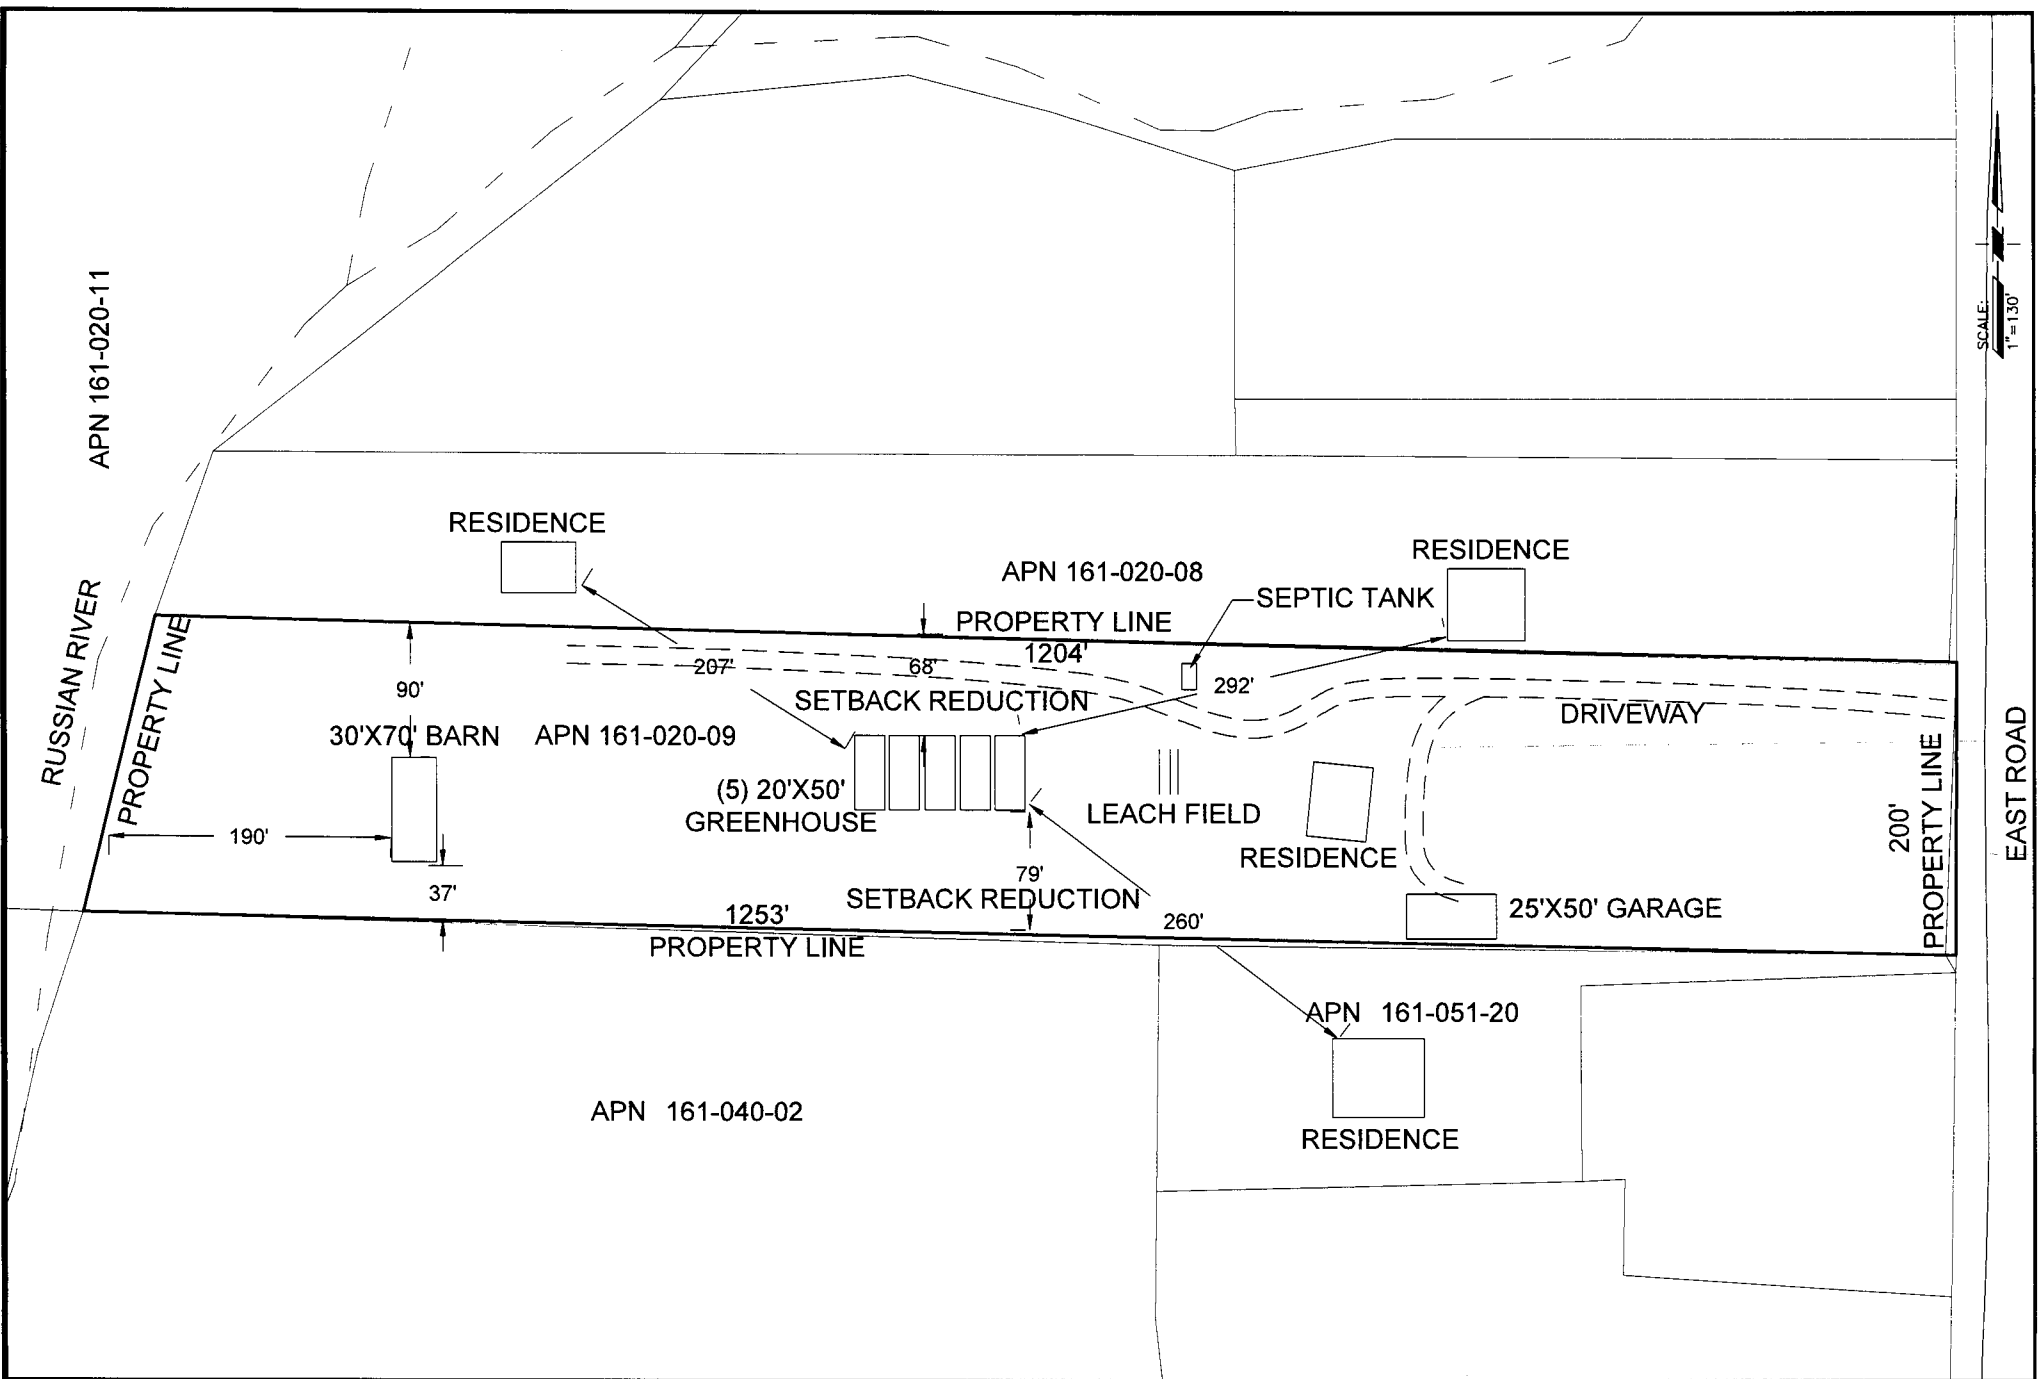 APN 161-020-11
SCALE:
1"=130'
RESIDENCE
RESIDENCE
APN 161-020-08
SEPTIC TANK
PROPERTY LINE
1204'
RUSSIAN RIVER
PROPERTY LINE
90'
207'
68'
292'
SETBACK REDUCTION
DRIVEWAY
30'X70' BARN
APN 161-020-09
(5) 20'X50'
GREENHOUSE
LEACH FIELD
190'
RESIDENCE
200'
PROPERTY LINE
EAST ROAD
37'
79'
SETBACK REDUCTION
1253'
260'
25'X50' GARAGE
PROPERTY LINE
APN 161-051-20
APN 161-040-02
RESIDENCE